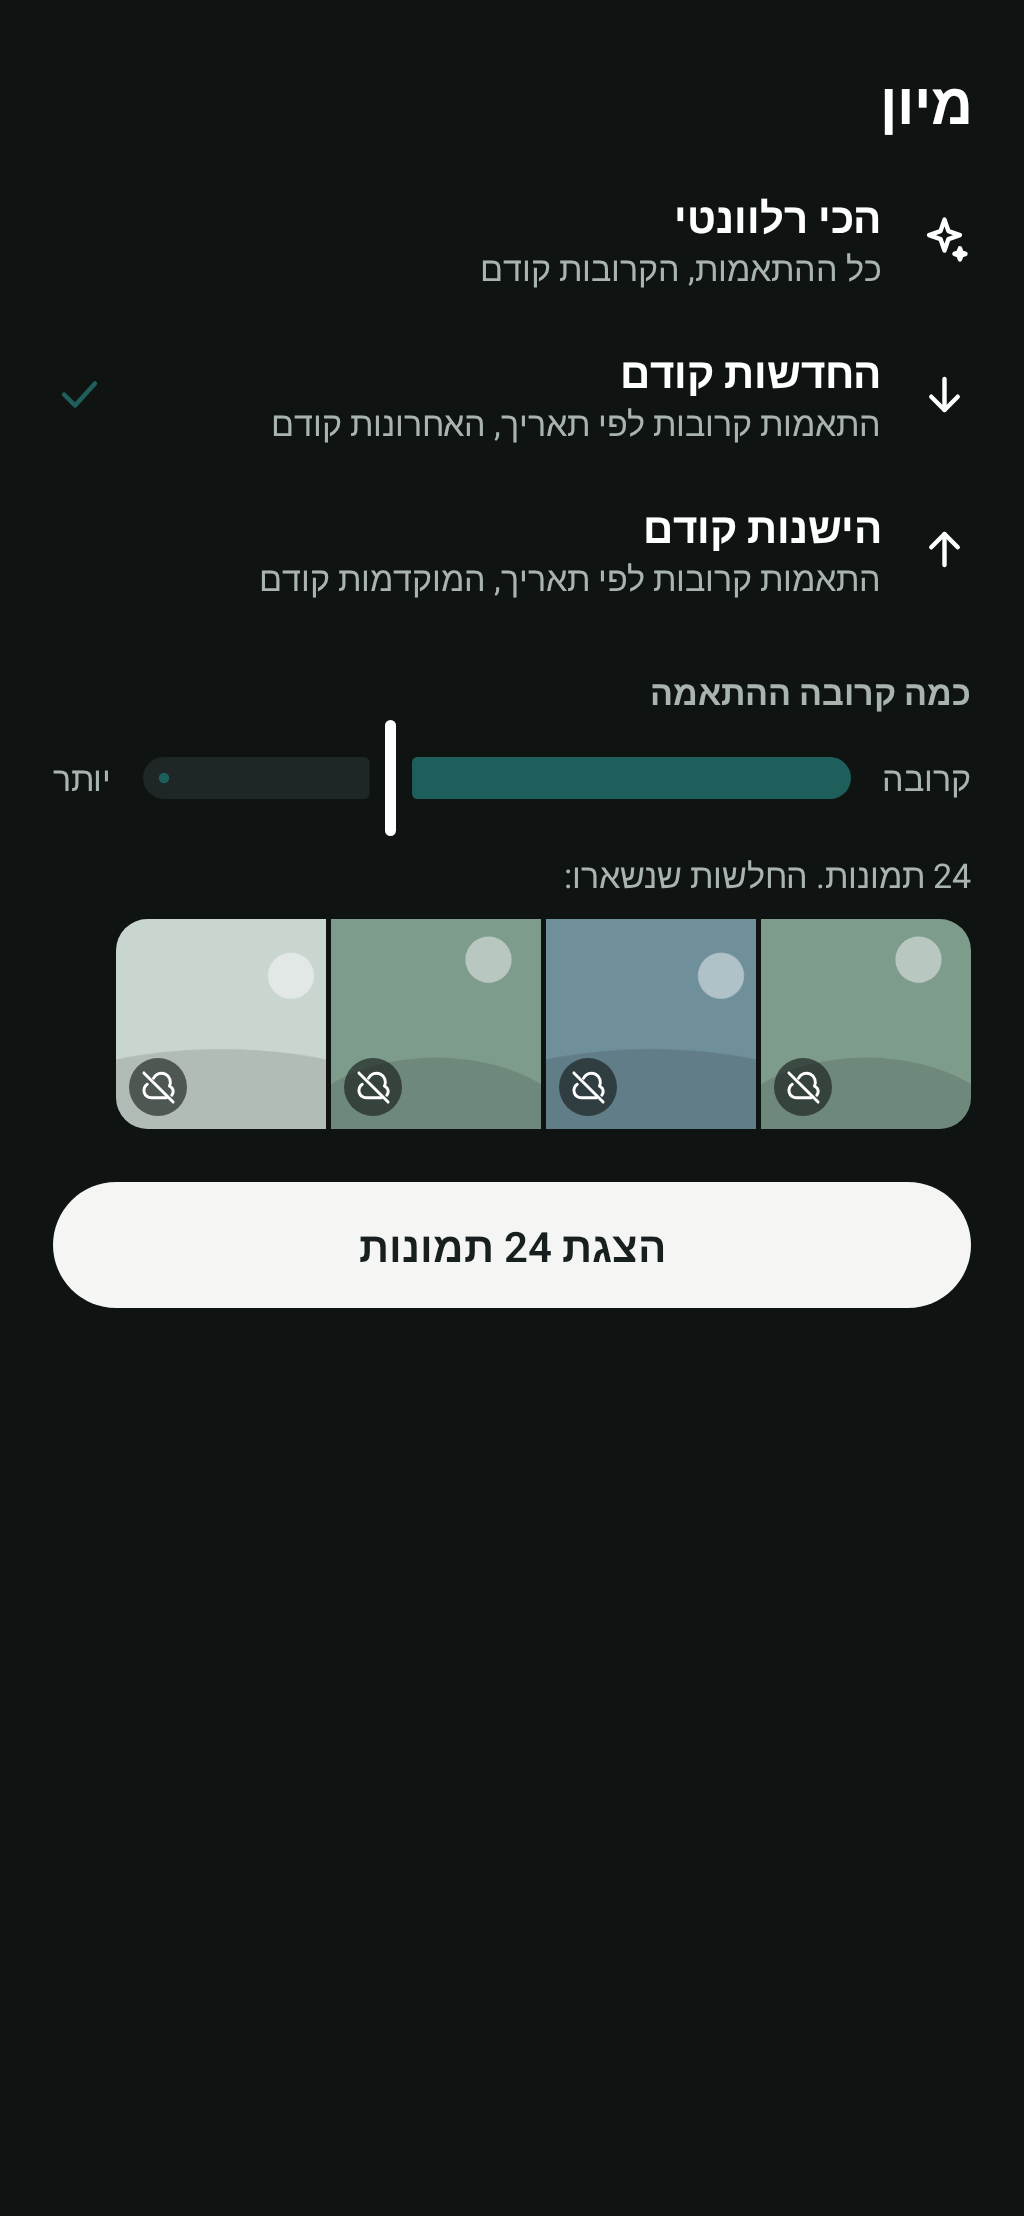 מיון
הכי רלוונטי
כל ההתאמות, הקרובות קודם
החדשות קודם
התאמות קרובות לפי תאריך, האחרונות קודם
הישנות קודם
התאמות קרובות לפי תאריך, המוקדמות קודם
כמה קרובה ההתאמה
קרובה
יותר
24 תמונות. החלשות שנשארו:
הצגת 24 תמונות